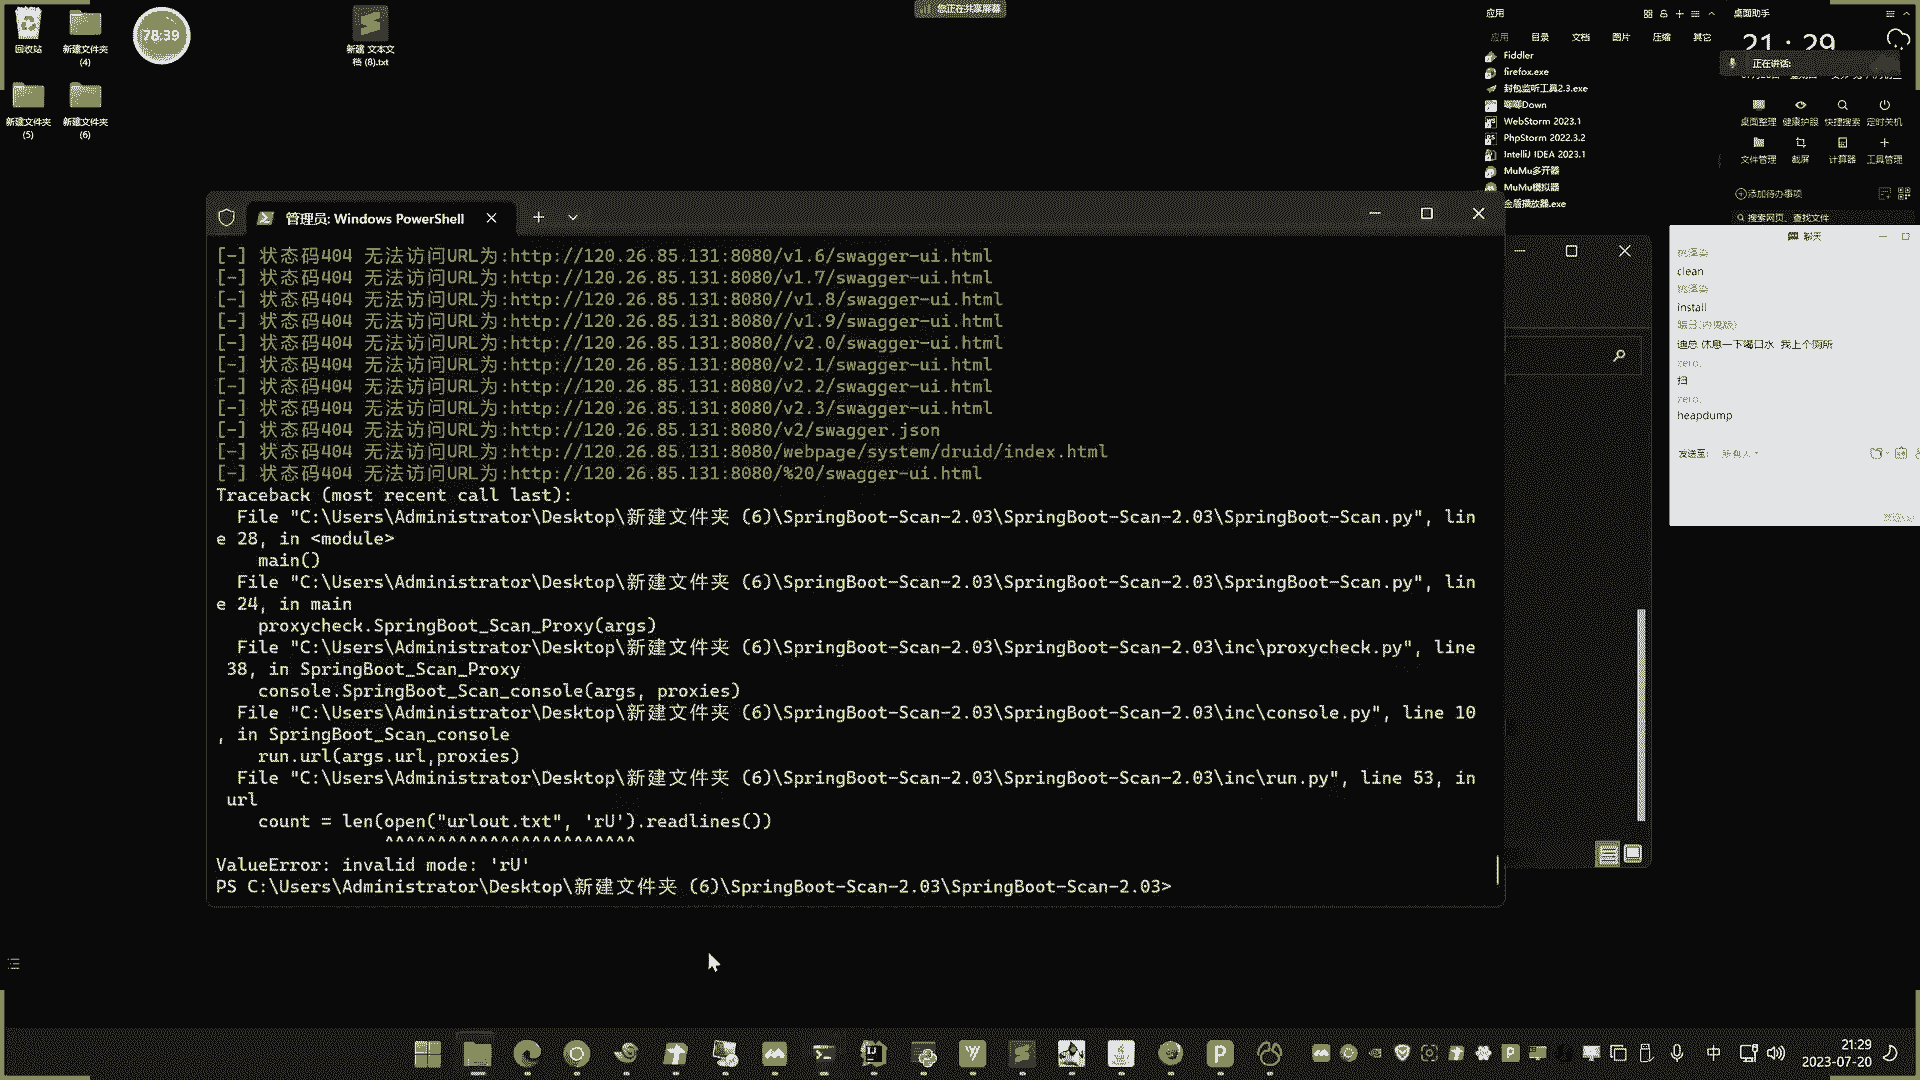 您正在共享屏幕
回收站
新建文件夹
(4)
78:39
新建 文本文
档 (8).txt
新建文件夹
(5)
新建文件夹
(6)
应用
应用 目录 文档 图片 压缩 其它
Fiddler
firefox.exe
封包监听工具2.3.exe
唧唧Down
WebStorm 2023.1
PhpStorm 2022.3.2
IntelliJ IDEA 2023.1
MuMu多开器
MuMu模拟器
金盾播放器.exe
桌面助手
21 : 29
正在讲话:
桌面整理 健康护眼 快捷搜索 定时关机
文件管理 截屏 计算器 工具管理
添加待办事项
搜索网页、查找文件
聊天
clean
install
迪总 休息一下喝口水 我上个厕所
zero.
扫
zero.
heapdump
发送至: 所有人
管理员: Windows PowerShell
[-] 状态码404 无法访问URL为:http://120.26.85.131:8080/v1.6/swagger-ui.html
[-] 状态码404 无法访问URL为:http://120.26.85.131:8080/v1.7/swagger-ui.html
[-] 状态码404 无法访问URL为:http://120.26.85.131:8080//v1.8/swagger-ui.html
[-] 状态码404 无法访问URL为:http://120.26.85.131:8080//v1.9/swagger-ui.html
[-] 状态码404 无法访问URL为:http://120.26.85.131:8080//v2.0/swagger-ui.html
[-] 状态码404 无法访问URL为:http://120.26.85.131:8080/v2.1/swagger-ui.html
[-] 状态码404 无法访问URL为:http://120.26.85.131:8080/v2.2/swagger-ui.html
[-] 状态码404 无法访问URL为:http://120.26.85.131:8080/v2.3/swagger-ui.html
[-] 状态码404 无法访问URL为:http://120.26.85.131:8080/v2/swagger.json
[-] 状态码404 无法访问URL为:http://120.26.85.131:8080/webpage/system/druid/index.html
[-] 状态码404 无法访问URL为:http://120.26.85.131:8080/%20/swagger-ui.html
Traceback (most recent call last):
File "C:\Users\Administrator\Desktop\新建文件夹 (6)\SpringBoot-Scan-2.03\SpringBoot-Scan-2.03\SpringBoot-Scan.py", lin
e 28, in <module>
main()
File "C:\Users\Administrator\Desktop\新建文件夹 (6)\SpringBoot-Scan-2.03\SpringBoot-Scan-2.03\SpringBoot-Scan.py", lin
e 24, in main
proxycheck.SpringBoot_Scan_Proxy(args)
File "C:\Users\Administrator\Desktop\新建文件夹 (6)\SpringBoot-Scan-2.03\SpringBoot-Scan-2.03\inc\proxycheck.py", line
38, in SpringBoot_Scan_Proxy
console.SpringBoot_Scan_console(args, proxies)
File "C:\Users\Administrator\Desktop\新建文件夹 (6)\SpringBoot-Scan-2.03\SpringBoot-Scan-2.03\inc\console.py", line 10
, in SpringBoot_Scan_console
run.url(args.url,proxies)
File "C:\Users\Administrator\Desktop\新建文件夹 (6)\SpringBoot-Scan-2.03\SpringBoot-Scan-2.03\inc\run.py", line 53, in
url
count = len(open("urlout.txt", 'rU').readlines())
^^^^^^^^^^^^^^^^^^^^^^^^
ValueError: invalid mode: 'rU'
PS C:\Users\Administrator\Desktop\新建文件夹 (6)\SpringBoot-Scan-2.03\SpringBoot-Scan-2.03>
中
21:29
2023-07-20